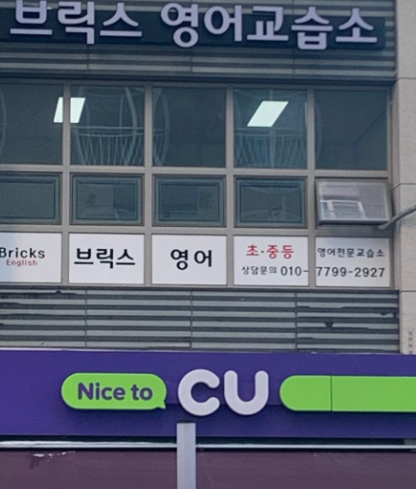 브릭스 영어교습소
Bricks
English
브릭스
영어
초·중등
상담문의 010-7799-2927
영어전문교습소
Nice to CU